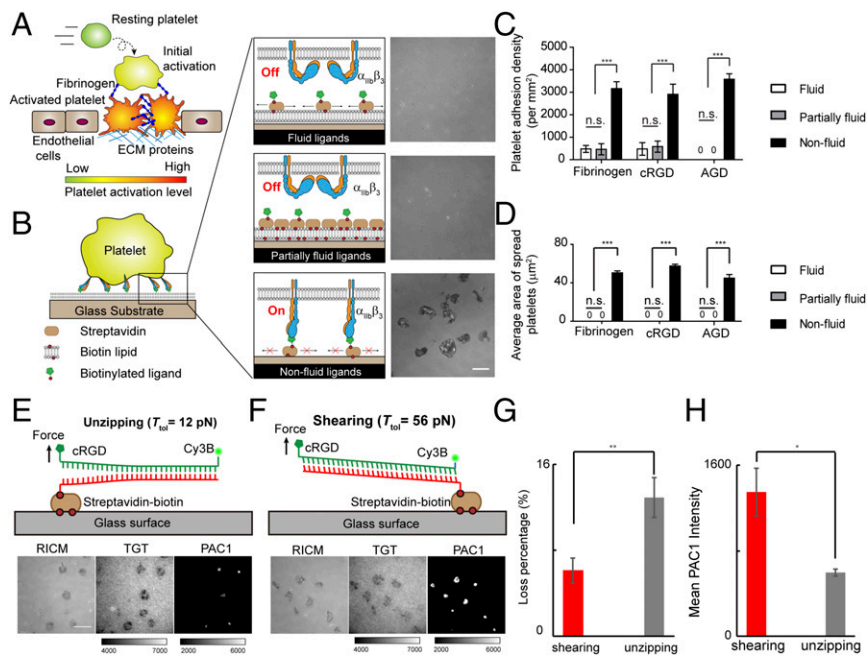 A
Resting platelet
Initial
activation
Fibrinogen
Activated platelet
Endothelial
cells
ECM proteins
Low
High
Platelet activation level
B
Platelet
Glass Substrate
Streptavidin
Biotin lipid
Biotinylated ligand
Off
αIIbβ3
Fluid ligands
Off
αIIbβ3
Partially fluid ligands
On
αIIbβ3
Non-fluid ligands
C
Platelet adhesion density
(per mm²)
5000
4000
3000
2000
1000
0
***
***
***
n.s.
n.s.
0 0
Fibrinogen
cRGD
AGD
Fluid
Partially fluid
Non-fluid
D
Average area of spread
platelets (µm²)
80
40
0
***
***
***
n.s.
n.s.
n.s.
0 0
0 0
0 0
Fibrinogen
cRGD
AGD
Fluid
Partially fluid
Non-fluid
E
Unzipping (Ttol= 12 pN)
Force
cRGD
Cy3B
Streptavidin-biotin
Glass surface
RICM
TGT
PAC1
4000
7000
2000
6000
F
Shearing (Ttol= 56 pN)
Force
cRGD
Cy3B
Streptavidin-biotin
Glass surface
RICM
TGT
PAC1
4000
7000
2000
6000
G
Loss percentage (%)
16
8
0
**
shearing
unzipping
H
Mean PAC1 Intensity
1600
800
0
*
shearing
unzipping